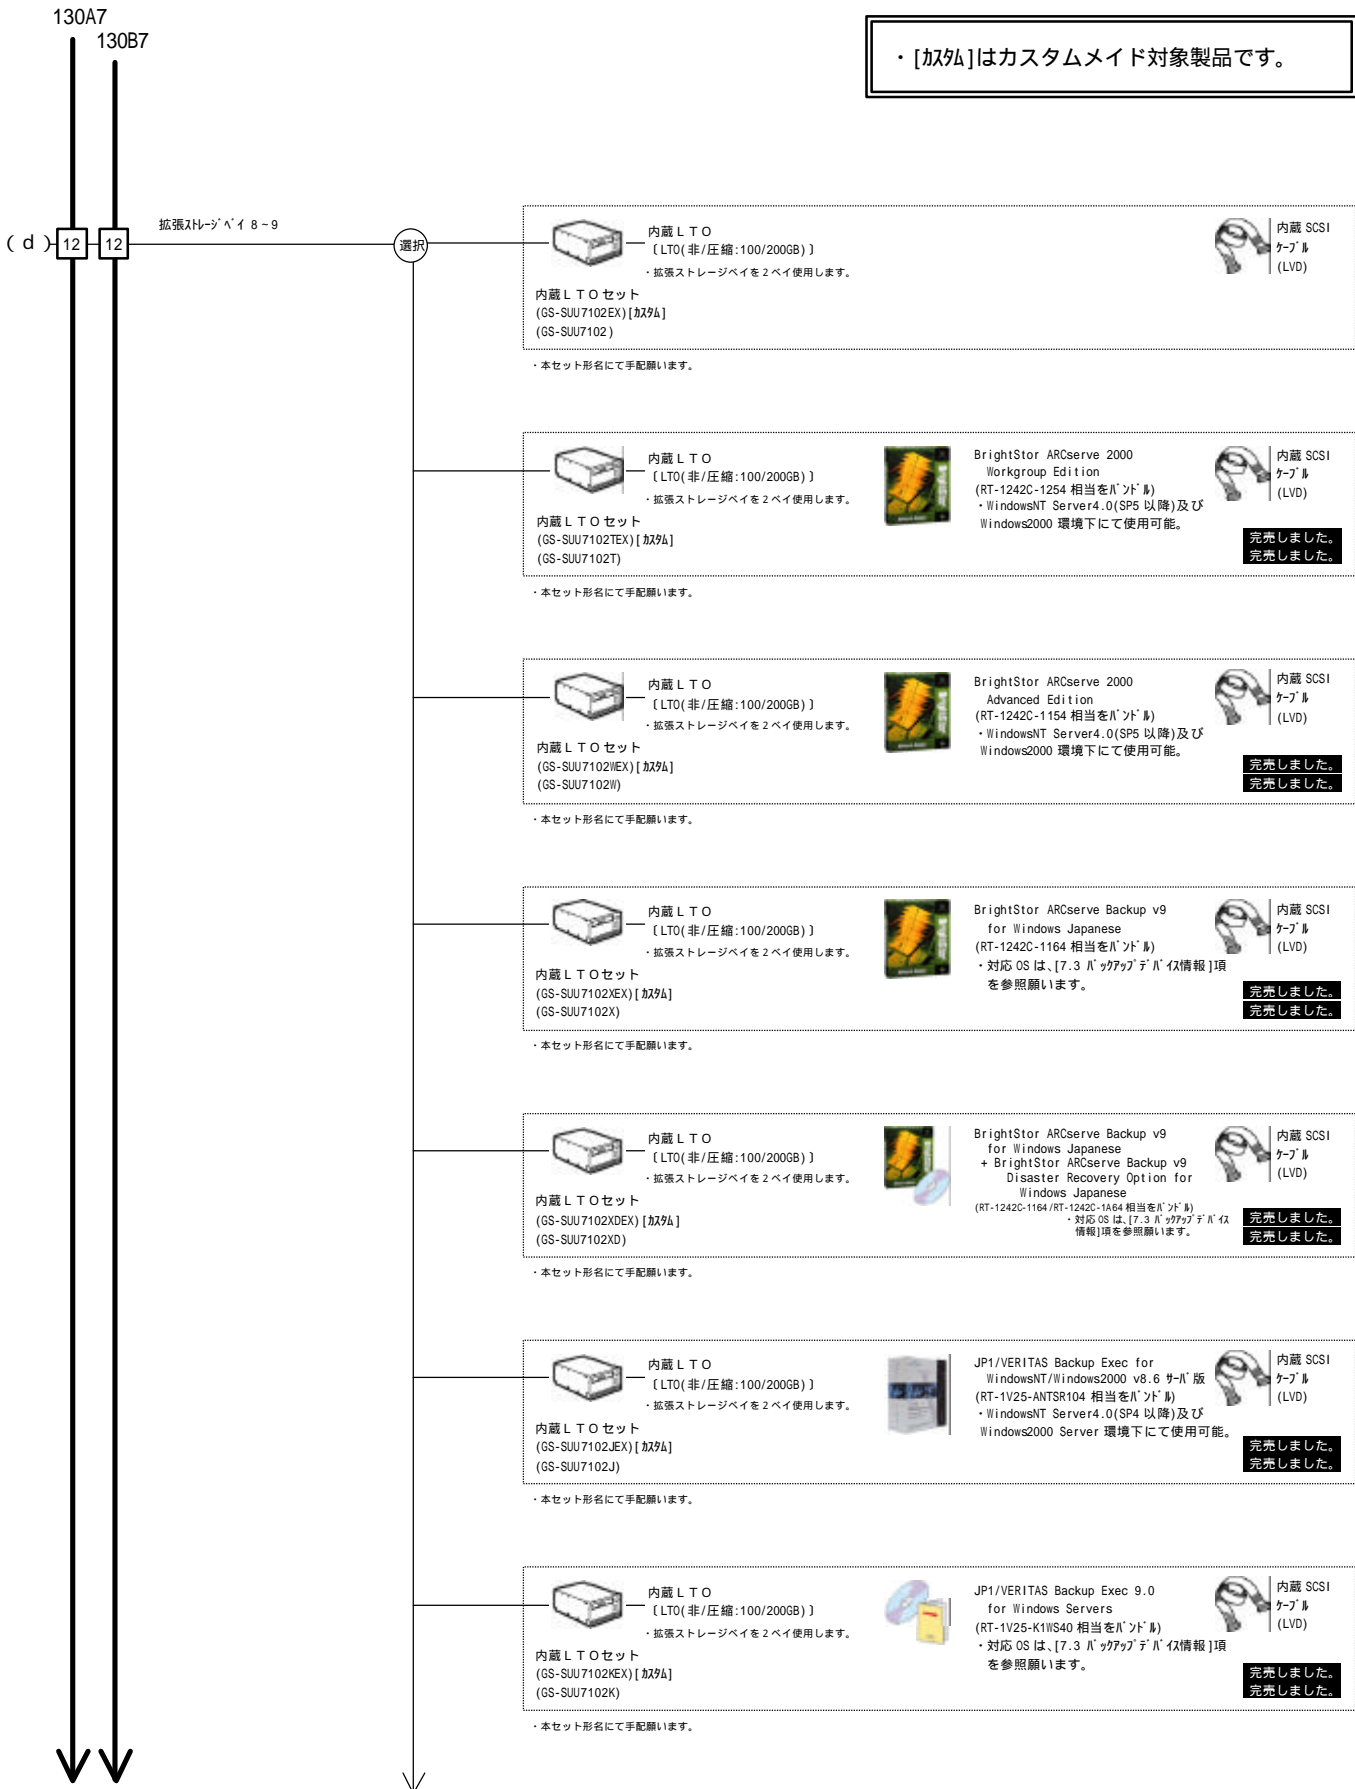 130A7
130B7
・[ｶｽﾀﾑ]はカスタムメイド対象製品です。
(d)
12
12
拡張ｽﾄﾚｰｼﾞﾍﾞｲ 8~9
選択
内蔵ＬＴＯ
〔LTO(非/圧縮:100/200GB)〕
・拡張ストレージベイを２ベイ使用します。
内蔵ＬＴＯセット
(GS-SUU7102EX)[ｶｽﾀﾑ]
(GS-SUU7102)
内蔵 SCSI
ｹｰﾌﾞﾙ
(LVD)
・本セット形名にて手配願います。
内蔵ＬＴＯ
〔LTO(非/圧縮:100/200GB)〕
・拡張ストレージベイを２ベイ使用します。
内蔵ＬＴＯセット
(GS-SUU7102TEX)[ｶｽﾀﾑ]
(GS-SUU7102T)
BrightStor ARCserve 2000
Workgroup Edition
(RT-1242C-1254 相当をﾊﾞﾝﾄﾞﾙ)
・WindowsNT Server4.0(SP5 以降)及び
Windows2000 環境下にて使用可能。
内蔵 SCSI
ｹｰﾌﾞﾙ
(LVD)
完売しました。
完売しました。
・本セット形名にて手配願います。
内蔵ＬＴＯ
〔LTO(非/圧縮:100/200GB)〕
・拡張ストレージベイを２ベイ使用します。
内蔵ＬＴＯセット
(GS-SUU7102WEX)[ｶｽﾀﾑ]
(GS-SUU7102W)
BrightStor ARCserve 2000
Advanced Edition
(RT-1242C-1154 相当をﾊﾞﾝﾄﾞﾙ)
・WindowsNT Server4.0(SP5 以降)及び
Windows2000 環境下にて使用可能。
内蔵 SCSI
ｹｰﾌﾞﾙ
(LVD)
完売しました。
完売しました。
・本セット形名にて手配願います。
内蔵ＬＴＯ
〔LTO(非/圧縮:100/200GB)〕
・拡張ストレージベイを２ベイ使用します。
内蔵ＬＴＯセット
(GS-SUU7102XEX)[ｶｽﾀﾑ]
(GS-SUU7102X)
BrightStor ARCserve Backup v9
for Windows Japanese
(RT-1242C-1164 相当をﾊﾞﾝﾄﾞﾙ)
・対応 OS は､[7.3 ﾊﾞｯｸｱｯﾌﾟﾃﾞﾊﾞｲｽ情報]項
を参照願います。
内蔵 SCSI
ｹｰﾌﾞﾙ
(LVD)
完売しました。
完売しました。
・本セット形名にて手配願います。
内蔵ＬＴＯ
〔LTO(非/圧縮:100/200GB)〕
・拡張ストレージベイを２ベイ使用します。
内蔵ＬＴＯセット
(GS-SUU7102XDEX)[ｶｽﾀﾑ]
(GS-SUU7102XD)
BrightStor ARCserve Backup v9
for Windows Japanese
+ BrightStor ARCserve Backup v9
Disaster Recovery Option for
Windows Japanese
(RT-1242C-1164/RT-1242C-1A64 相当をﾊﾞﾝﾄﾞﾙ)
・対応 OS は､[7.3 ﾊﾞｯｸｱｯﾌﾟﾃﾞﾊﾞｲｽ
情報]項を参照願います。
内蔵 SCSI
ｹｰﾌﾞﾙ
(LVD)
完売しました。
完売しました。
・本セット形名にて手配願います。
内蔵ＬＴＯ
〔LTO(非/圧縮:100/200GB)〕
・拡張ストレージベイを２ベイ使用します。
内蔵ＬＴＯセット
(GS-SUU7102JEX)[ｶｽﾀﾑ]
(GS-SUU7102J)
JP1/VERITAS Backup Exec for
WindowsNT/Windows2000 v8.6 ｻｰﾊﾞ版
(RT-1V25-ANTSR104 相当をﾊﾞﾝﾄﾞﾙ)
・WindowsNT Server4.0(SP4 以降)及び
Windows2000 Server 環境下にて使用可能。
内蔵 SCSI
ｹｰﾌﾞﾙ
(LVD)
完売しました。
完売しました。
・本セット形名にて手配願います。
内蔵ＬＴＯ
〔LTO(非/圧縮:100/200GB)〕
・拡張ストレージベイを２ベイ使用します。
内蔵ＬＴＯセット
(GS-SUU7102KEX)[ｶｽﾀﾑ]
(GS-SUU7102K)
JP1/VERITAS Backup Exec 9.0
for Windows Servers
(RT-1V25-K1WS40 相当をﾊﾞﾝﾄﾞﾙ)
・対応 OS は､[7.3 ﾊﾞｯｸｱｯﾌﾟﾃﾞﾊﾞｲｽ情報]項
を参照願います。
内蔵 SCSI
ｹｰﾌﾞﾙ
(LVD)
完売しました。
完売しました。
・本セット形名にて手配願います。